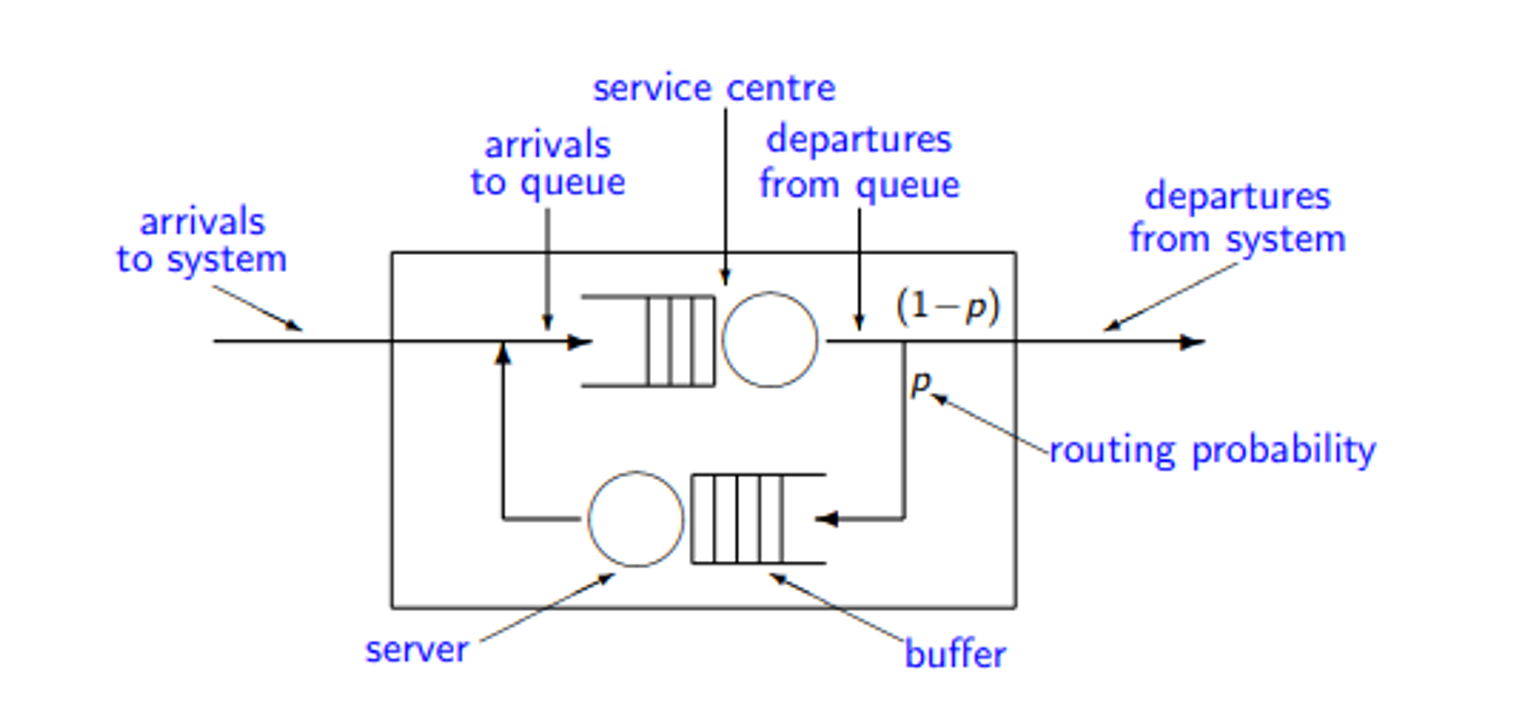 service centre
arrivals
to queue
departures
from queue
arrivals
to system
departures
from system
(1−p)
p
routing probability
server
buffer